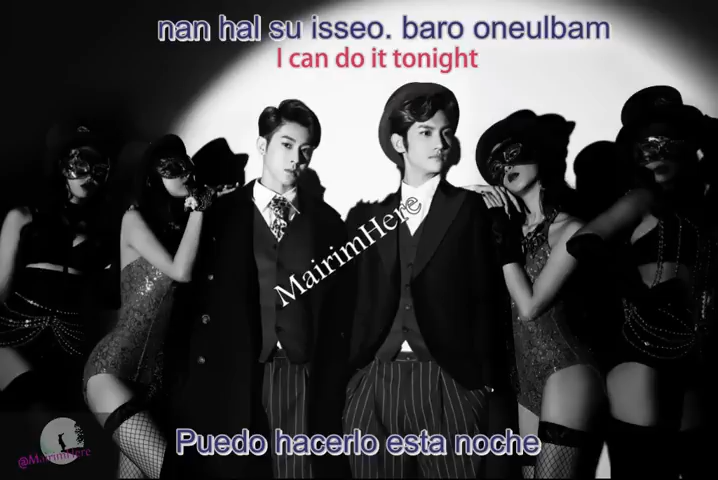 nan hal su isseo. baro oneulbam
I can do it tonight
MairimHere
Puedo hacerlo esta noche
@MairimHere